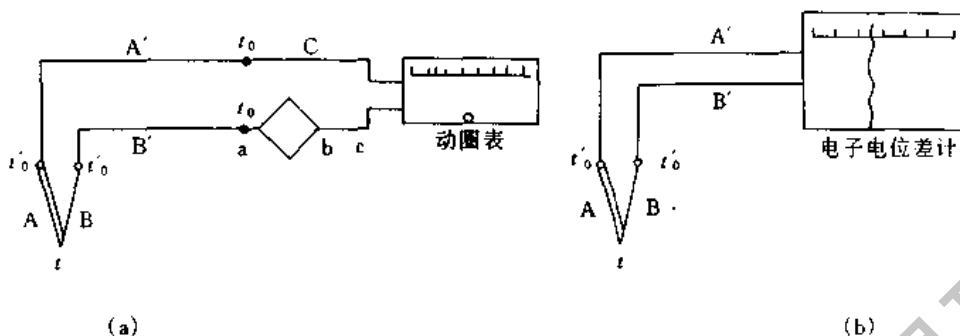 A′ t₀ C
t₀
B′ a b c
动圈表
t′₀ t′₀
A B
t
(a)
A′
B′
电子电位差计
t′₀ t′₀
A B
t
(b)